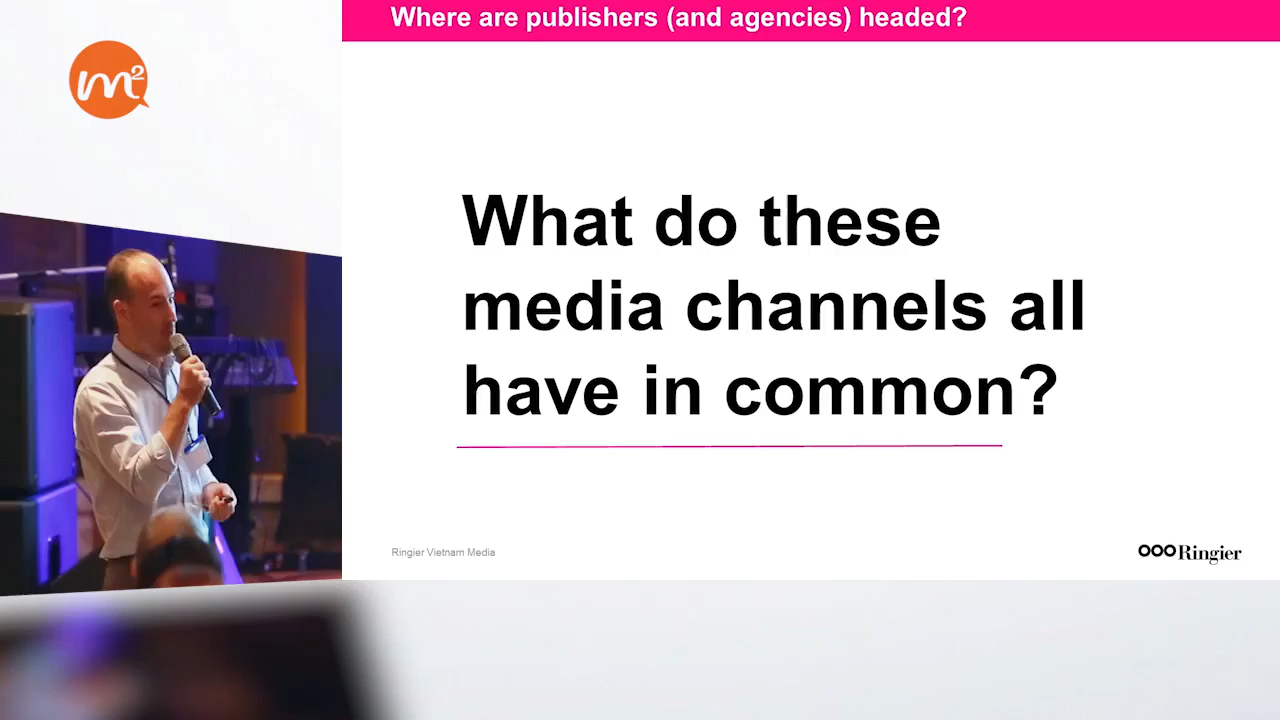 Where are publishers (and agencies) headed?
m2
What do these
media channels all
have in common?
Ringier Vietnam Media
Ringier